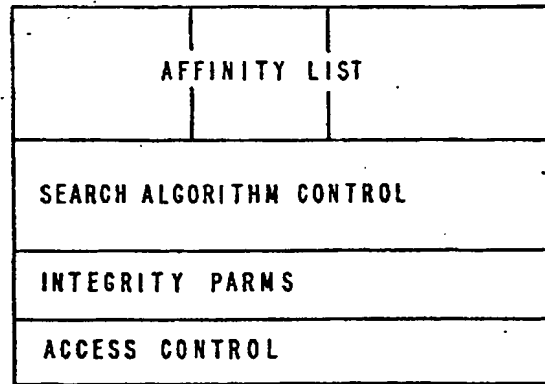 AFFINITY LIST
SEARCH ALGORITHM CONTROL
INTEGRITY PARMS
ACCESS CONTROL